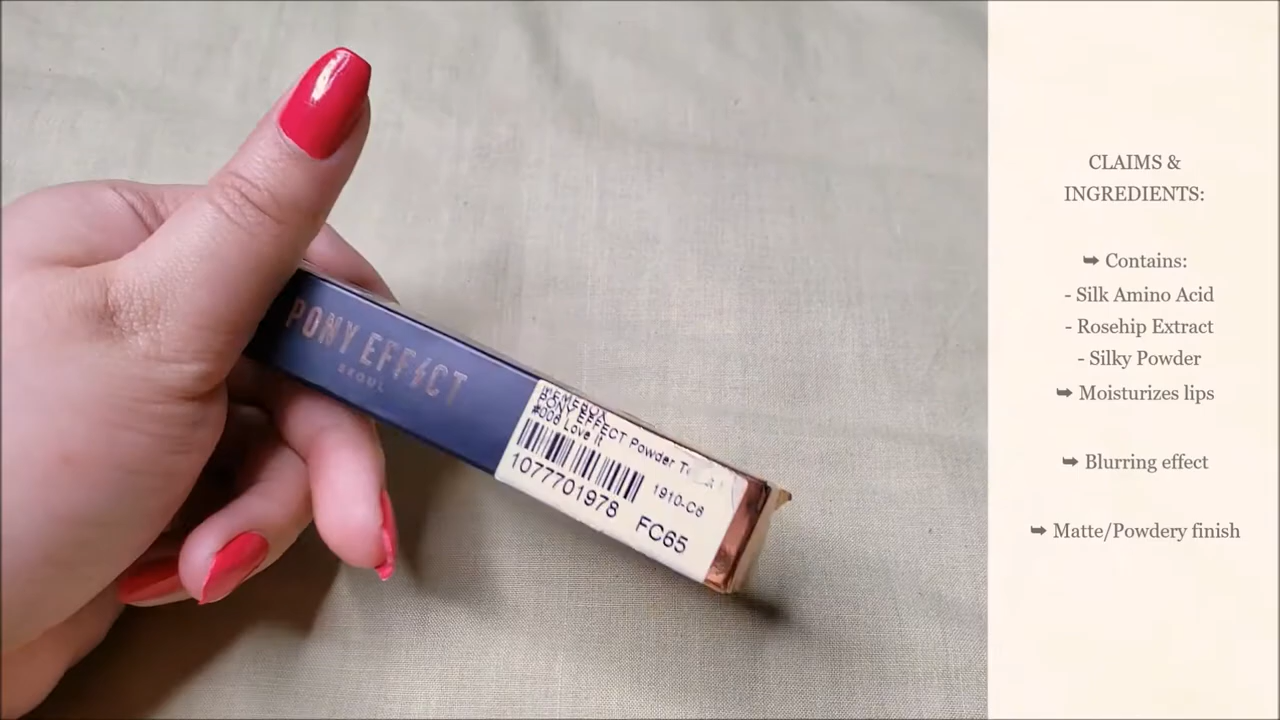 PONY EFFECT
SEOUL
MEMEBOX
PONY EFFECT Powder
#008 Love It
1910-C8
1077701978 FC65
CLAIMS &
INGREDIENTS:
➥ Contains:
- Silk Amino Acid
- Rosehip Extract
- Silky Powder
➥ Moisturizes lips
➥ Blurring effect
➥ Matte/Powdery finish